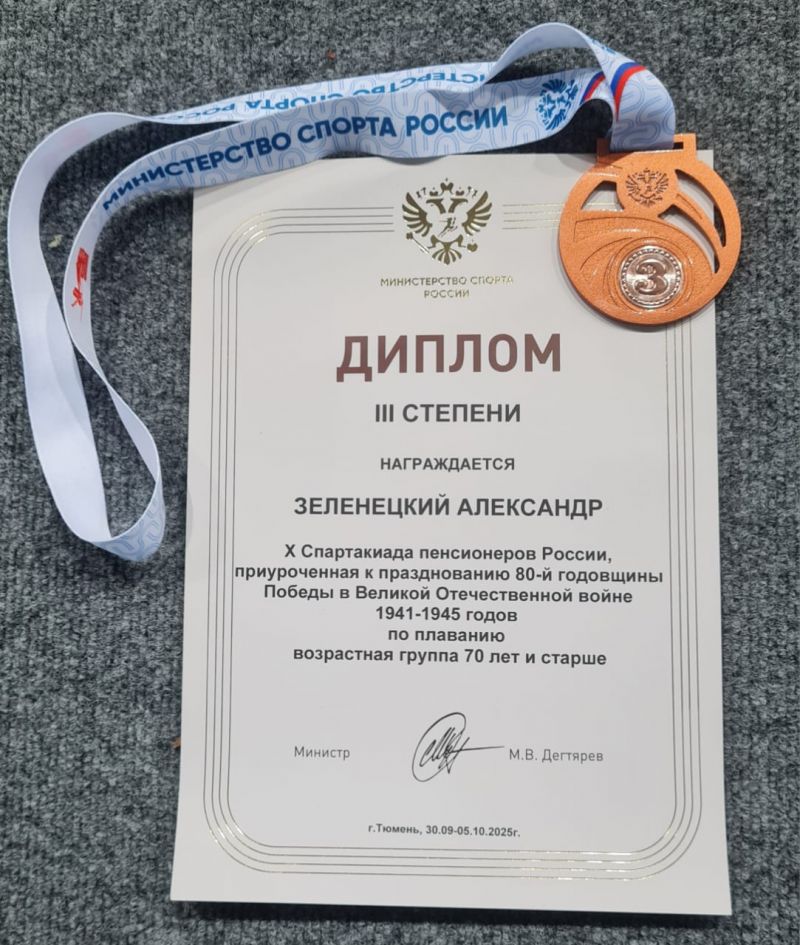 МИНИСТЕРСТВО СПОРТА РОССИИ
МИНИСТЕРСТВО СПОРТА
РОССИИ
3
ДИПЛОМ
III СТЕПЕНИ
НАГРАЖДАЕТСЯ
ЗЕЛЕНЕЦКИЙ АЛЕКСАНДР
X Спартакиада пенсионеров России,
приуроченная к празднованию 80-й годовщины
Победы в Великой Отечественной войне
1941-1945 годов
по плаванию
возрастная группа 70 лет и старше
Министр
М.В. Дегтярев
г.Тюмень, 30.09-05.10.2025г.